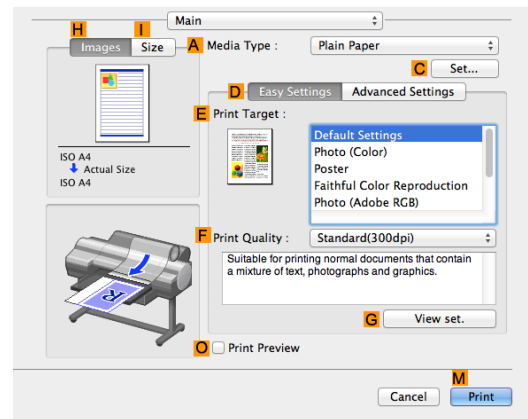 Main
H
I
Images
Size
A
Media Type :
Plain Paper
C
Set...
D
Easy Settings
Advanced Settings
E
Print Target :
Default Settings
Photo (Color)
Poster
Faithful Color Reproduction
Photo (Adobe RGB)
ISO A4
Actual Size
ISO A4
F
Print Quality :
Standard(300dpi)
Suitable for printing normal documents that contain
a mixture of text, photographs and graphics.
G
View set.
O
Print Preview
M
Cancel
Print